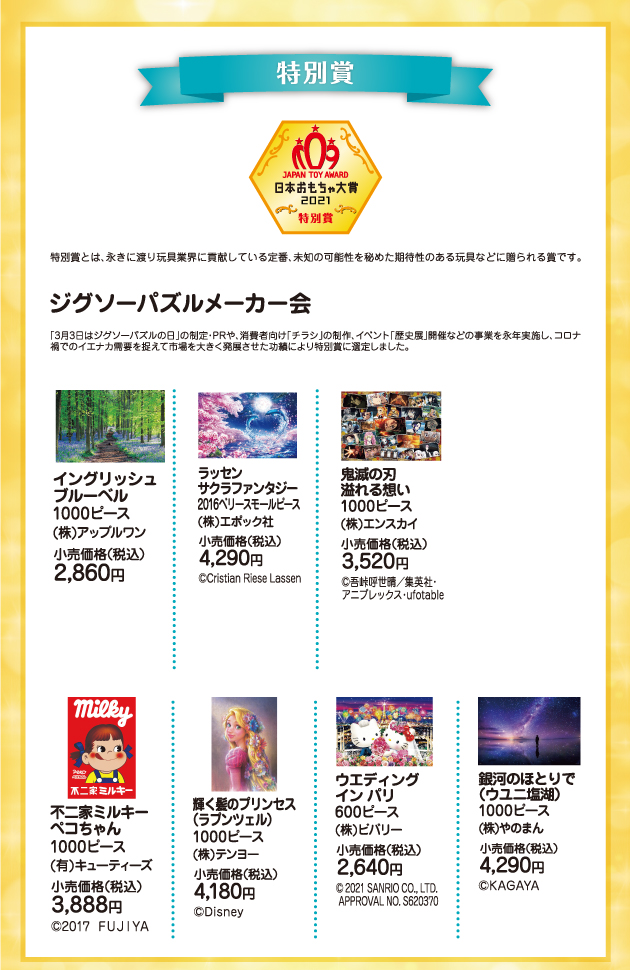 特別賞
JAPAN TOY AWARD
日本おもちゃ大賞
2021
特別賞
特別賞とは、永きに渡り玩具業界に貢献している定番、未知の可能性を秘めた期待性のある玩具などに贈られる賞です。
ジグソーパズルメーカー会
「3月3日はジグソーパズルの日」の制定・PRや、消費者向け「チラシ」の制作、イベント「歴史展」開催などの事業を永年実施し、コロナ
禍でのイエナカ需要を捉えて市場を大きく発展させた功績により特別賞に選定しました。
イングリッシュ
ブルーベル
1000ピース
(株)アップルワン
小売価格(税込)
2,860円
ラッセン
サクラファンタジー
2016ベリースモールピース
(株)エポック社
小売価格(税込)
4,290円
©Cristian Riese Lassen
鬼滅の刃
溢れる想い
1000ピース
(株)エンスカイ
小売価格(税込)
3,520円
©吾峠呼世晴／集英社・
アニプレックス・ufotable
Milky
不二家ミルキー
不二家ミルキー
ペコちゃん
1000ピース
(有)キューティーズ
小売価格(税込)
3,888円
©2017 FUJIYA
輝く髪のプリンセス
(ラプンツェル)
1000ピース
(株)テンヨー
小売価格(税込)
4,180円
©Disney
ウエディング
イン パリ
600ピース
(株)ビバリー
小売価格(税込)
2,640円
© 2021 SANRIO CO., LTD.
APPROVAL NO. S620370
銀河のほとりで
(ウユニ塩湖)
1000ピース
(株)やのまん
小売価格(税込)
4,290円
©KAGAYA